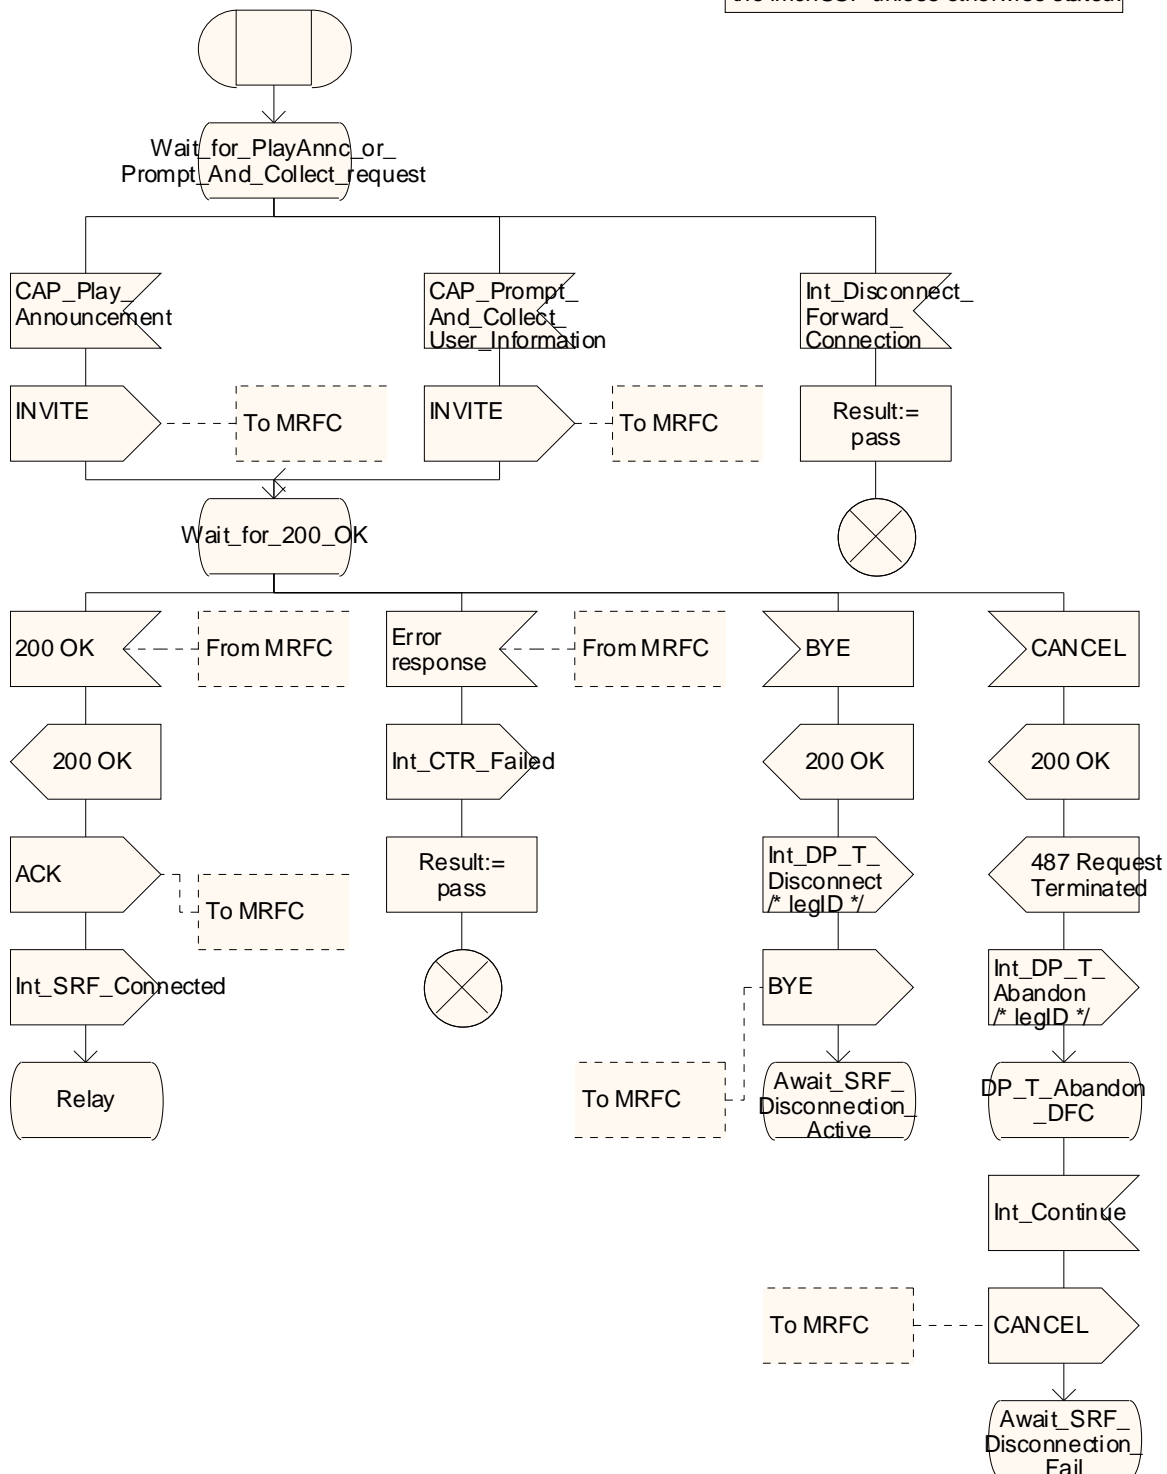 the imcnSSF unless otherwise stated.
Wait_for_PlayAnnc_or_
Prompt_And_Collect_request
CAP_Play_
Announcement
CAP_Prompt_
And_Collect_
User_Information
Int_Disconnect_
Forward_
Connection
INVITE
To MRFC
INVITE
To MRFC
Result:=
pass
Wait_for_200_OK
200 OK
From MRFC
Error
response
From MRFC
BYE
CANCEL
200 OK
Int_CTR_Failed
200 OK
200 OK
ACK
To MRFC
Result:=
pass
Int_DP_T_
Disconnect
/* legID */
487 Request
Terminated
Int_SRF_Connected
BYE
Int_DP_T_
Abandon
/* legID */
Relay
To MRFC
Await_SRF_
Disconnection_
Active
DP_T_Abandon
_DFC
Int_Continue
To MRFC
CANCEL
Await_SRF_
Disconnection_
Fail